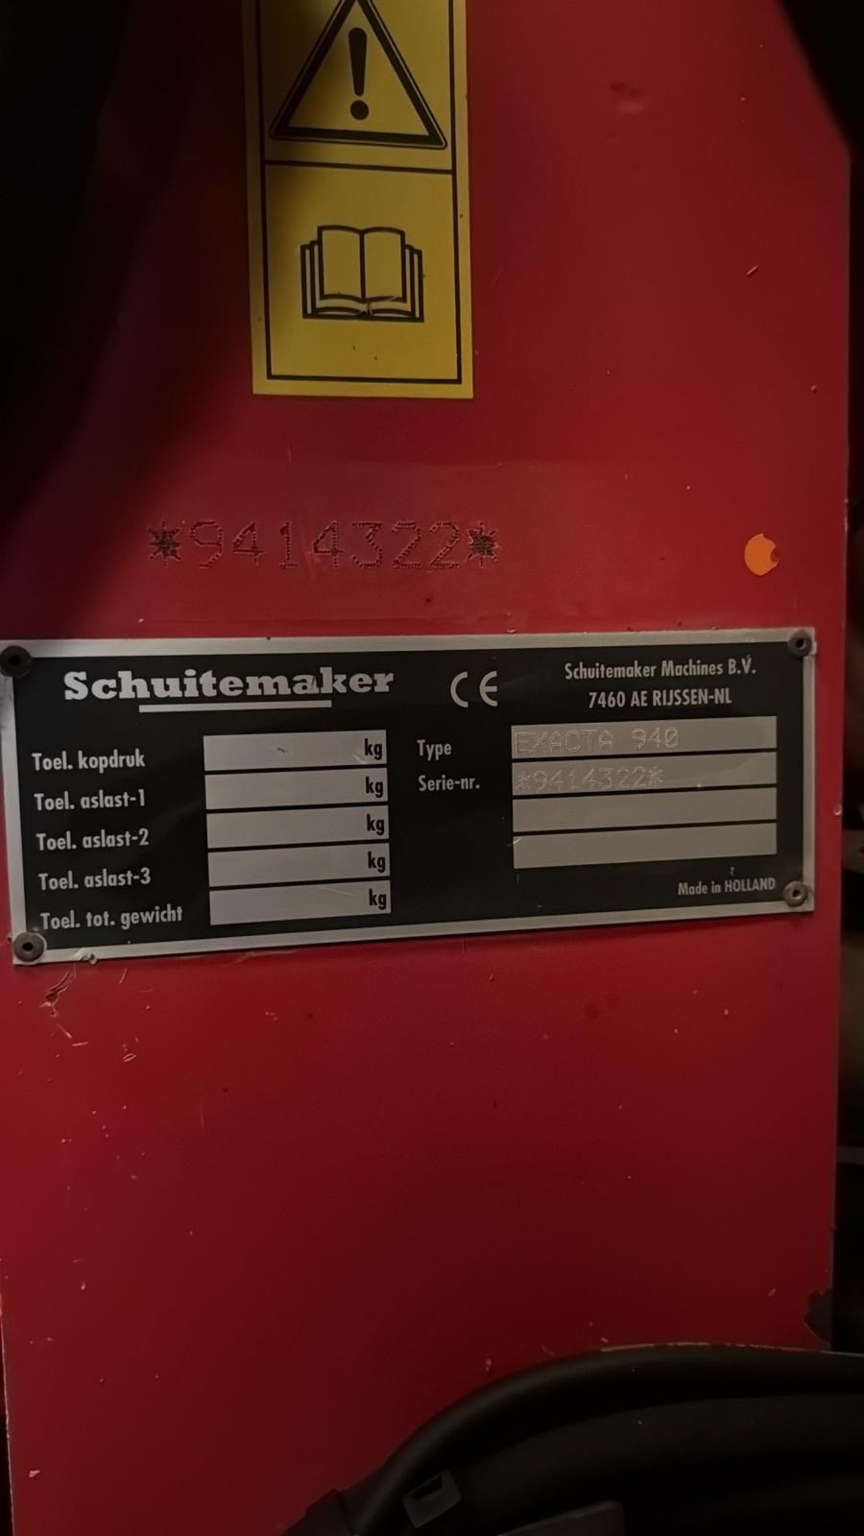 *9414322*
Schuitemaker
CE
Schuitemaker Machines B.V.
7460 AE RIJSSEN-NL
Toel. kopdruk kg
Toel. aslast-1 kg
Toel. aslast-2 kg
Toel. aslast-3 kg
Toel. tot. gewicht kg
Type EXACTA 940
Serie-nr. *9414322*
Made in HOLLAND